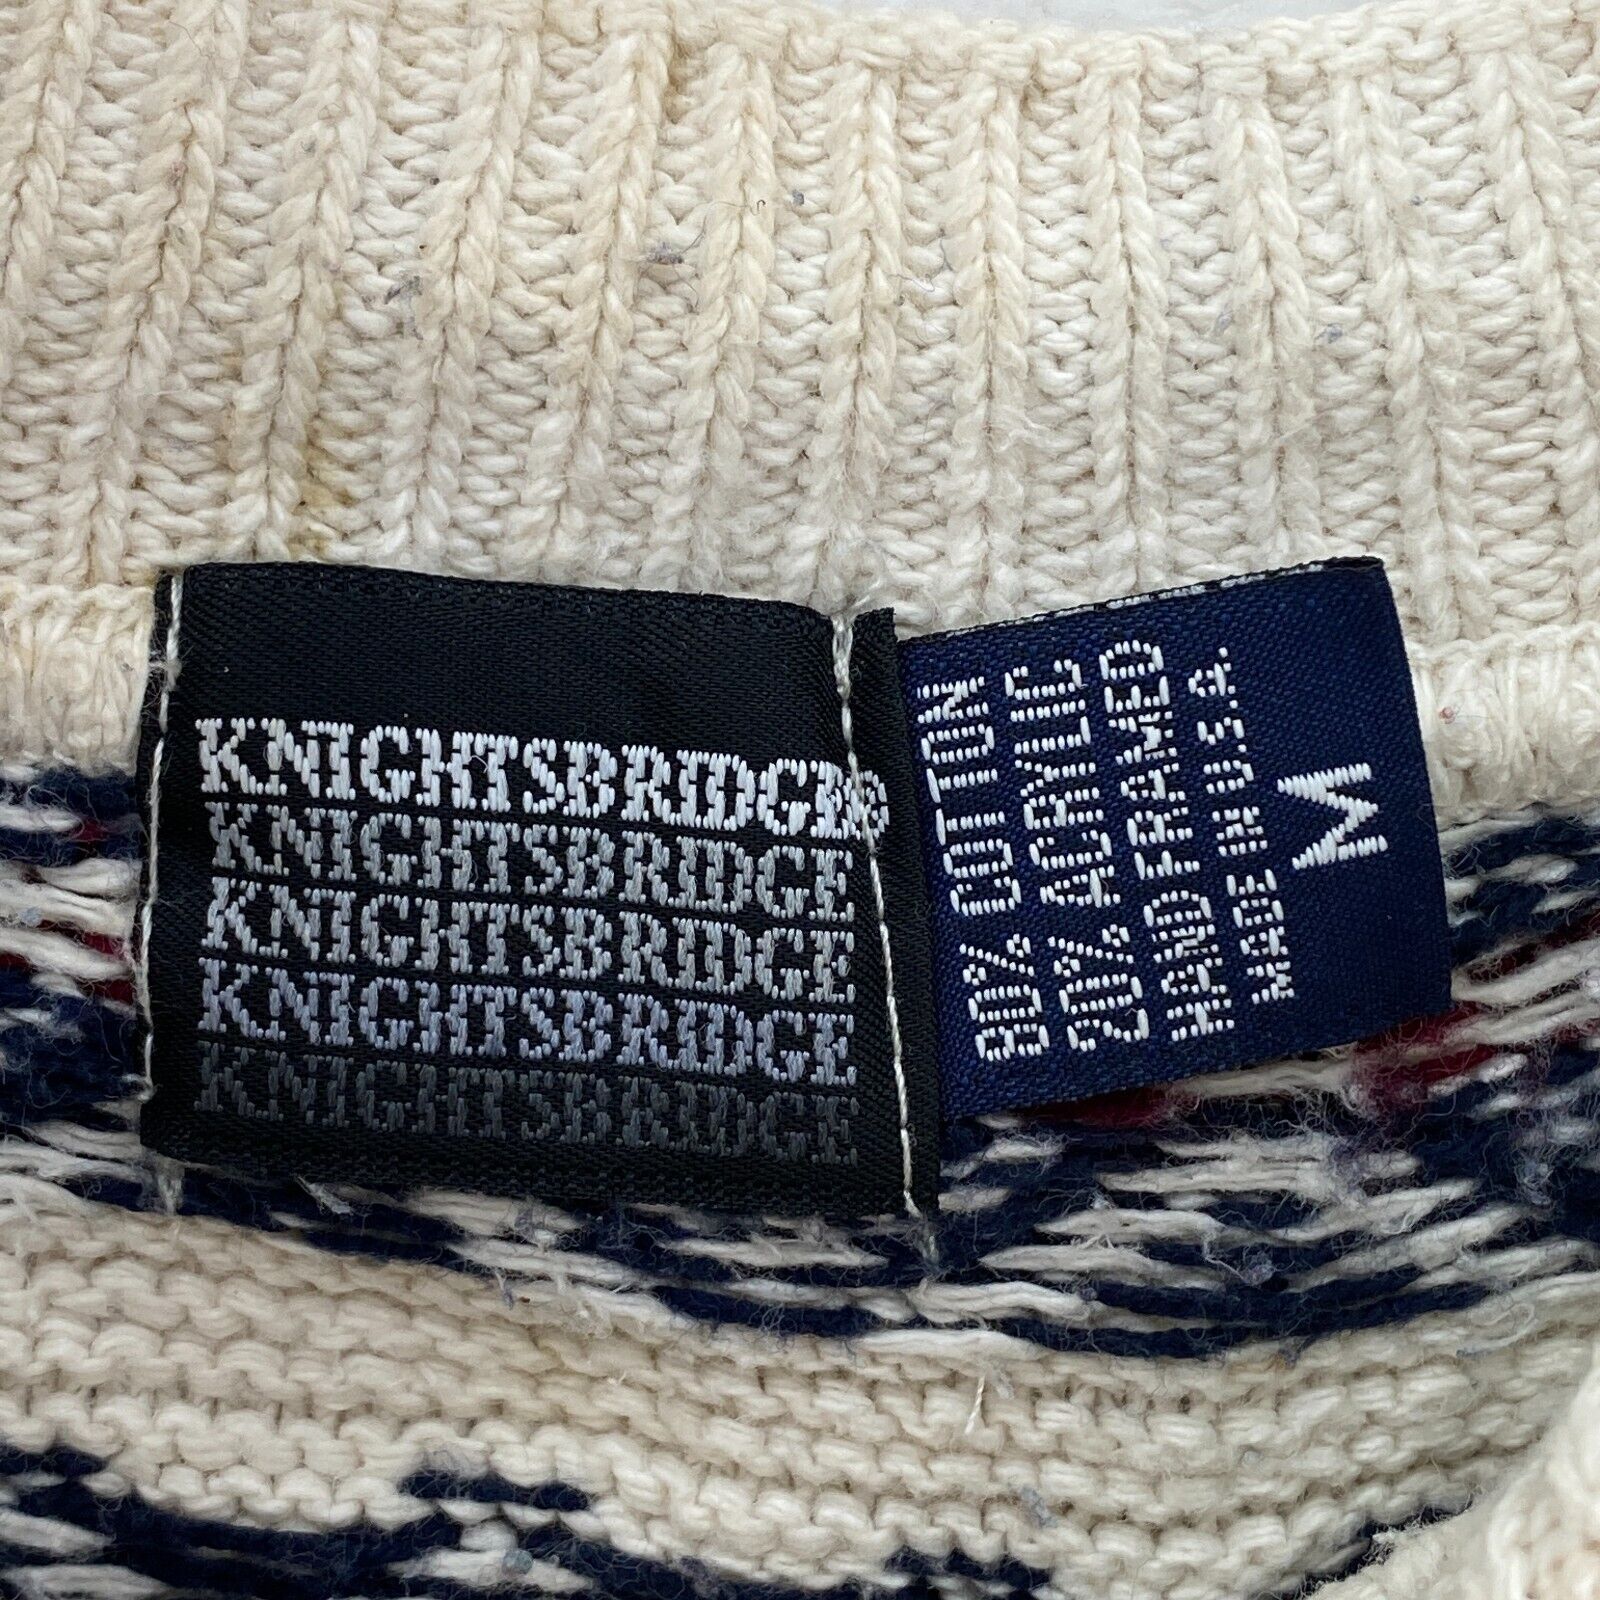 KNIGHTSBRIDGE®
KNIGHTSBRIDGE
KNIGHTSBRIDGE
KNIGHTSBRIDGE
KNIGHTSBRIDGE
80% COTTON
20% ACRYLIC
HAND FRAMED
MADE IN U.S.A.
M